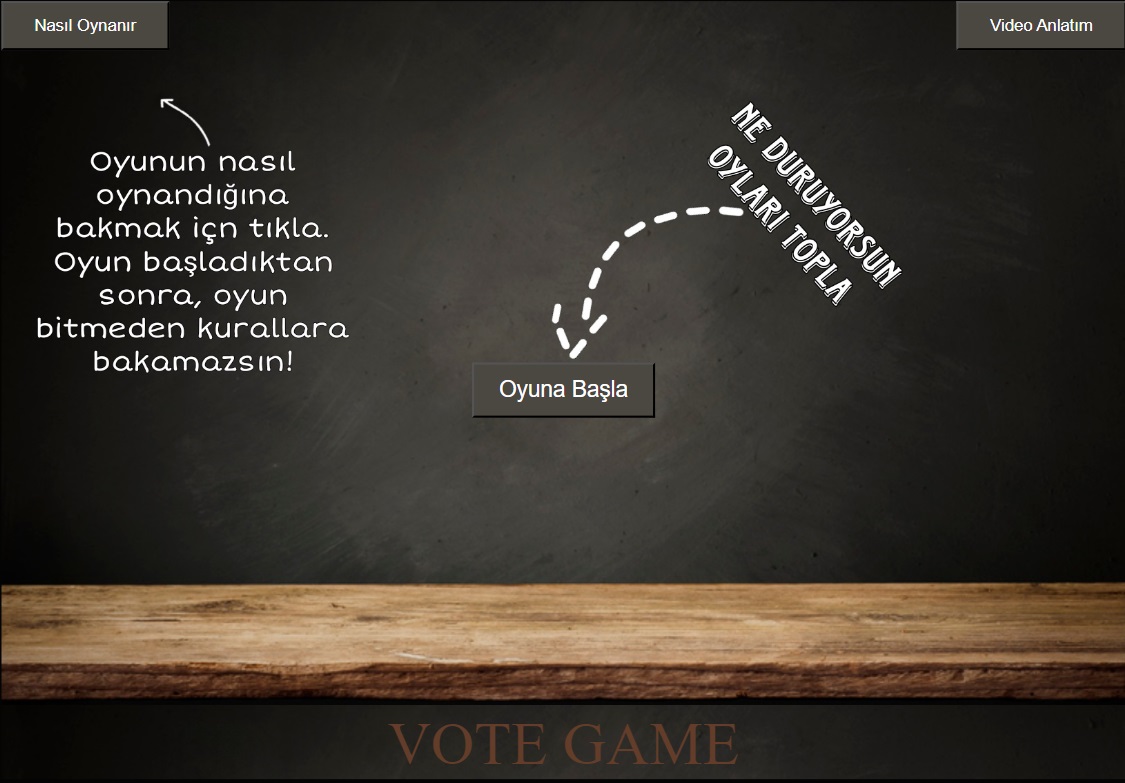 Nasıl Oynanır
Video Anlatım
Oyunun nasıl
oynandığına
bakmak içn tıkla.
Oyun başladıktan
sonra, oyun
bitmeden kurallara
bakamazsın!
NE DURUYORSUN
OYLARI TOPLA
Oyuna Başla
VOTE GAME